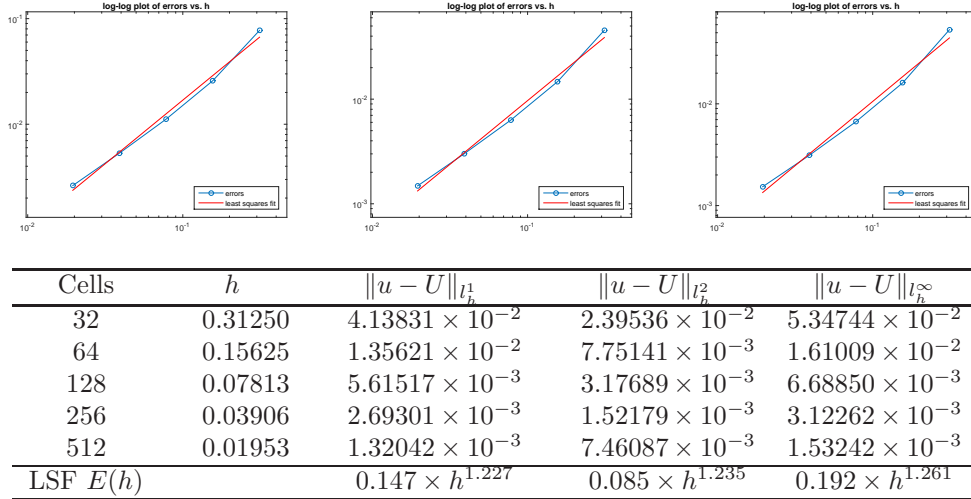 log-log plot of errors vs. h
10^{-1}
10^{-2}
errors
least squares fit
10^{-2}
10^{-1}
log-log plot of errors vs. h
10^{-2}
10^{-3}
errors
least squares fit
10^{-2}
10^{-1}
log-log plot of errors vs. h
10^{-2}
10^{-3}
errors
least squares fit
10^{-2}
10^{-1}
Cells h ‖u − U‖_{l_h^1} ‖u − U‖_{l_h^2} ‖u − U‖_{l_h^∞}
32 0.31250 4.13831 × 10^{-2} 2.39536 × 10^{-2} 5.34744 × 10^{-2}
64 0.15625 1.35621 × 10^{-2} 7.75141 × 10^{-3} 1.61009 × 10^{-2}
128 0.07813 5.61517 × 10^{-3} 3.17689 × 10^{-3} 6.68850 × 10^{-3}
256 0.03906 2.69301 × 10^{-3} 1.52179 × 10^{-3} 3.12262 × 10^{-3}
512 0.01953 1.32042 × 10^{-3} 7.46087 × 10^{-3} 1.53242 × 10^{-3}
LSF E(h) 0.147 × h^{1.227} 0.085 × h^{1.235} 0.192 × h^{1.261}